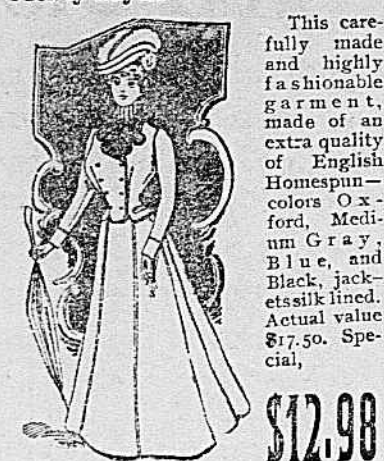 This care-
fully made
and highly
fashionable
garment,
made of an
extra quality
of English
Homespun—
colors Ox-
ford, Medi-
um Gray,
Blue, and
Black, jack-
ets silk lined.
Actual value
$17.50. Spe-
cial,
$12.98